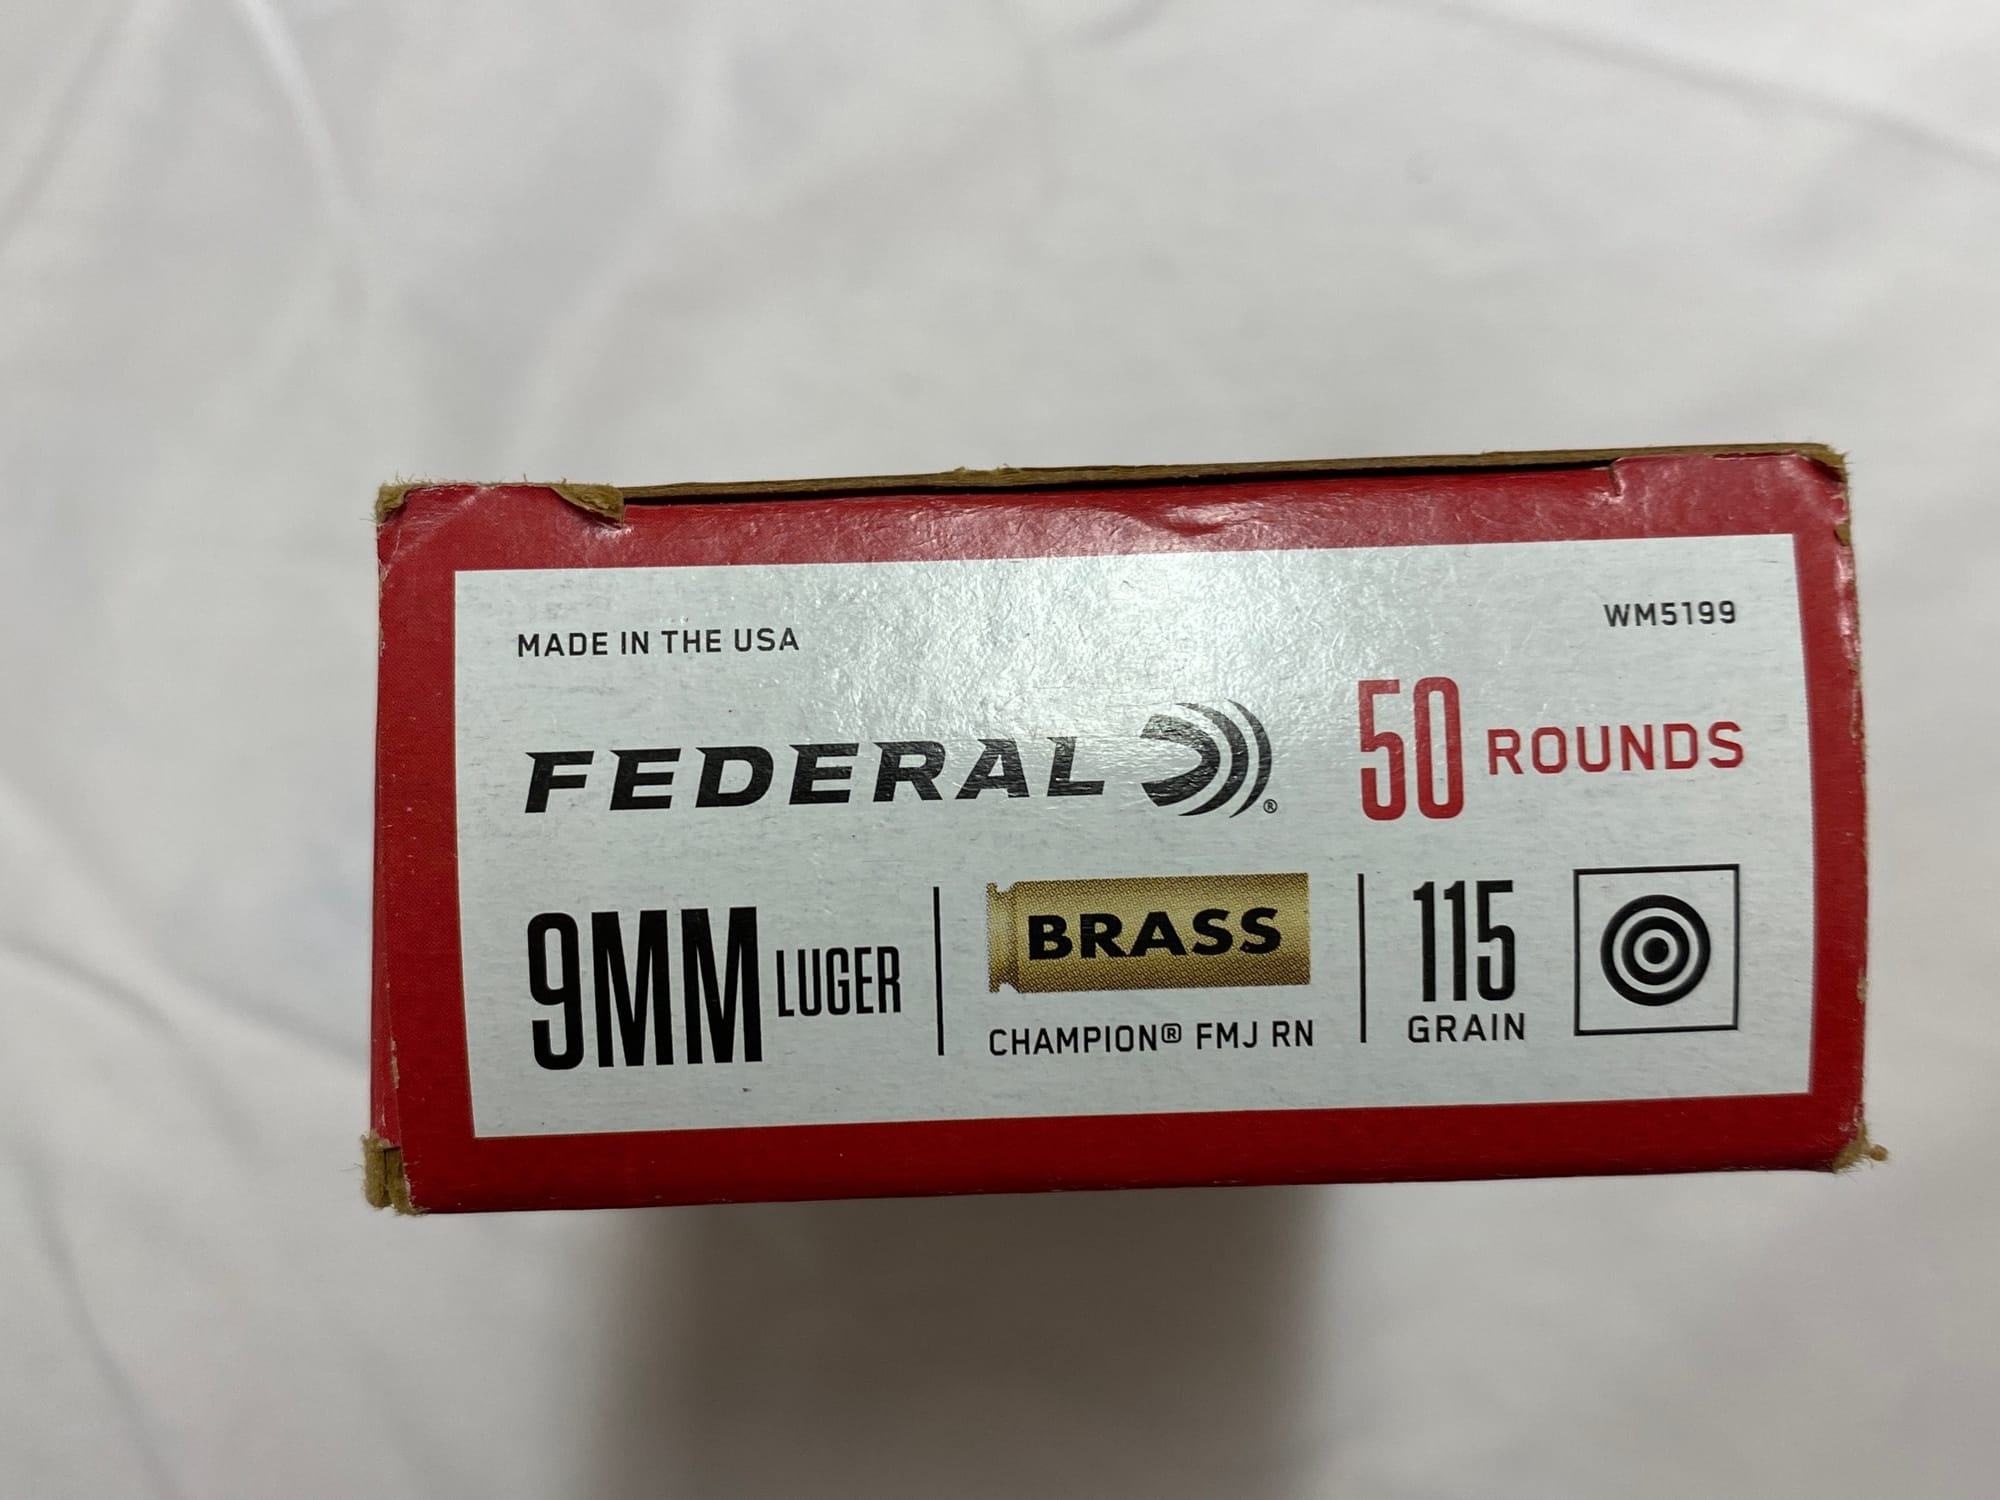 MADE IN THE USA
WM5199
FEDERAL®
50 ROUNDS
9MM LUGER
BRASS
CHAMPION® FMJ RN
115
GRAIN